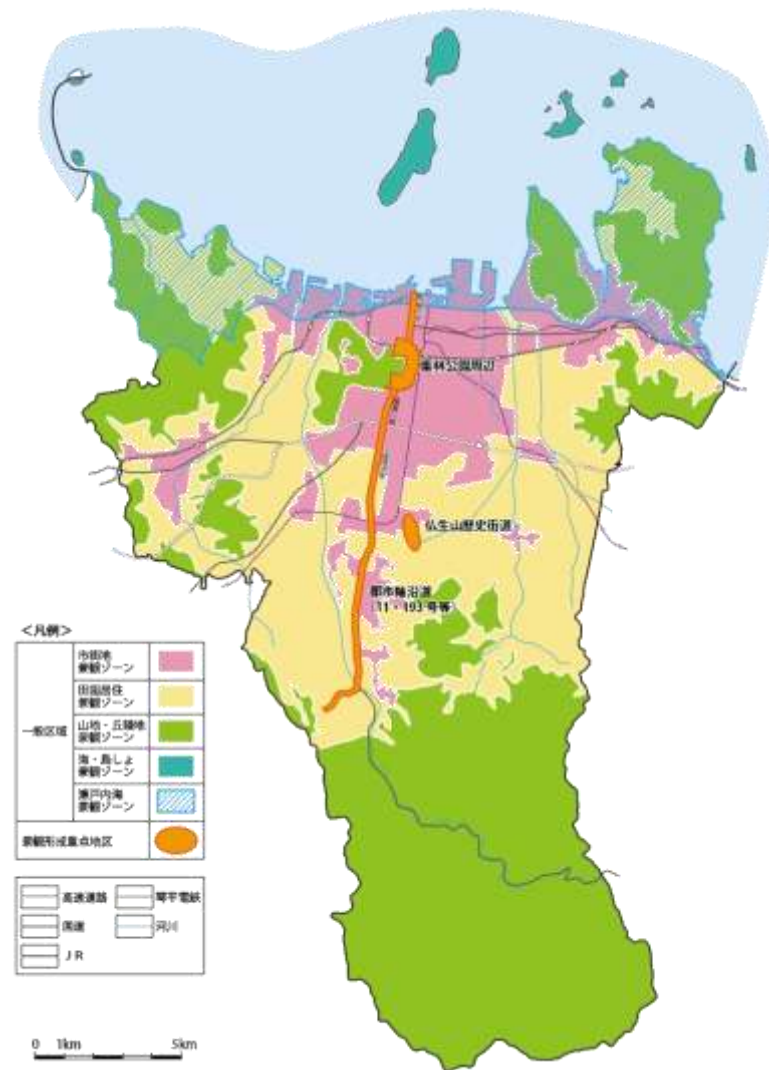 栗林公園周辺
仏生山歴史街道
都市軸沿道
(11・193号等)
<凡例>
一般区域
市街地
景観ゾーン
田園居住
景観ゾーン
山地・丘陵地
景観ゾーン
海・島しょ
景観ゾーン
瀬戸内海
景観ゾーン
景観形成重点地区
高速道路
琴平電鉄
国道
河川
JR
0 1km 5km